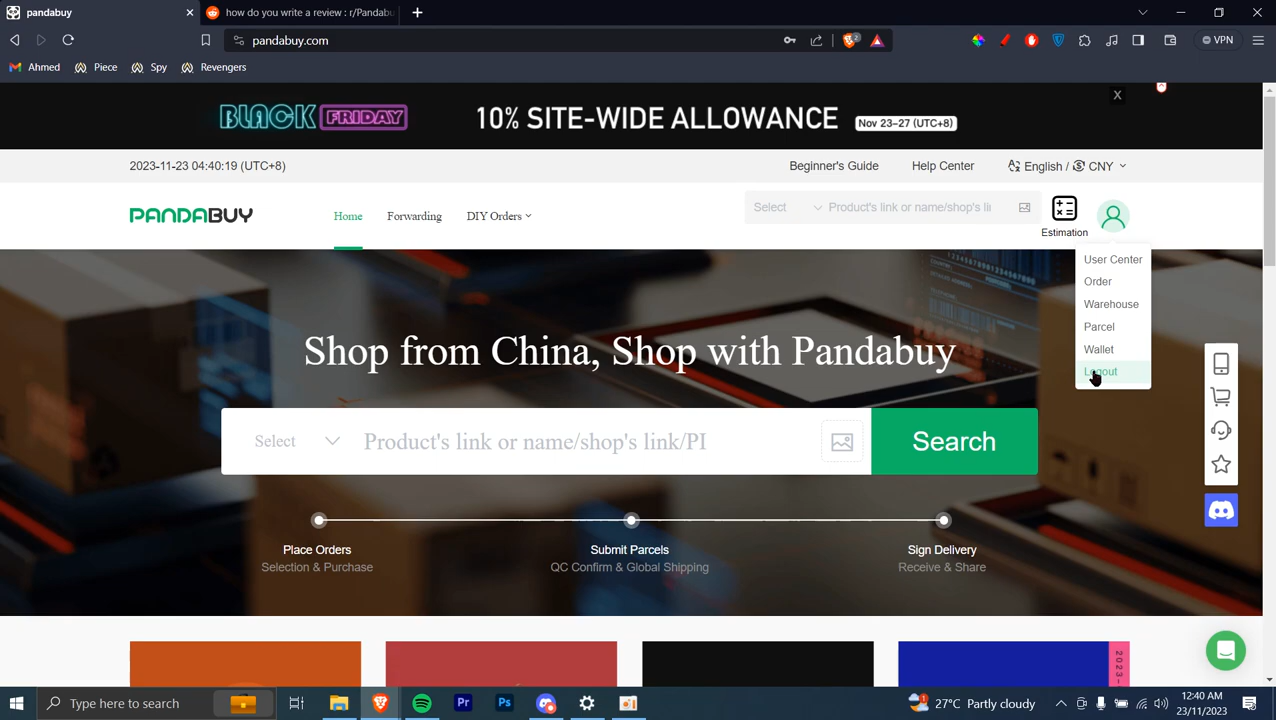 pandabuy
how do you write a review : r/Pandabu
pandabuy.com
2
VPN
Ahmed
Piece
Spy
Revengers
BLACK FRIDAY
10% SITE-WIDE ALLOWANCE
Nov 23-27 (UTC+8)
X
2023-11-23 04:40:19 (UTC+8)
Beginner's Guide
Help Center
English / CNY
PANDABUY
Home
Forwarding
DIY Orders
Select
Product's link or name/shop's li
Estimation
User Center
Order
Warehouse
Parcel
Wallet
Logout
Shop from China, Shop with Pandabuy
Select
Product's link or name/shop's link/PI
Search
Place Orders
Selection & Purchase
Submit Parcels
QC Confirm & Global Shipping
Sign Delivery
Receive & Share
2023-
Type here to search
Pr
Ps
27°C Partly cloudy
12:40 AM
23/11/2023